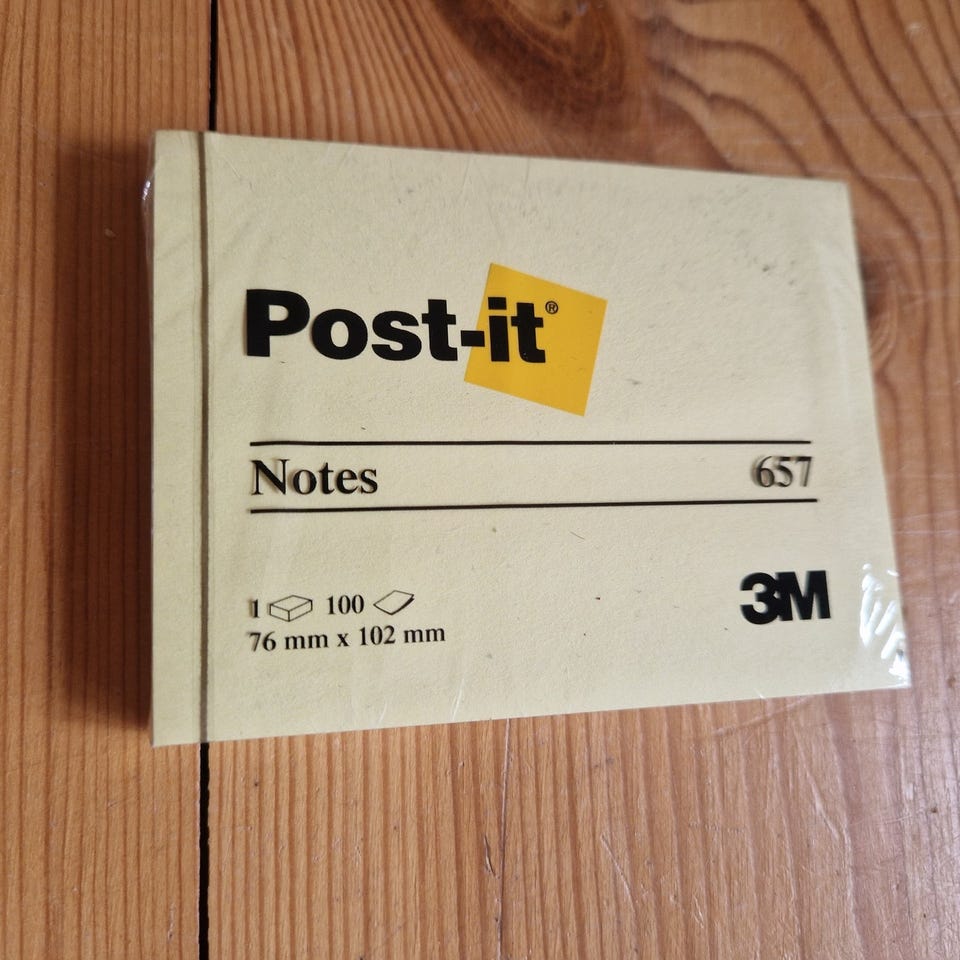 Post-it®
Notes 657
1 100
76 mm x 102 mm
3M